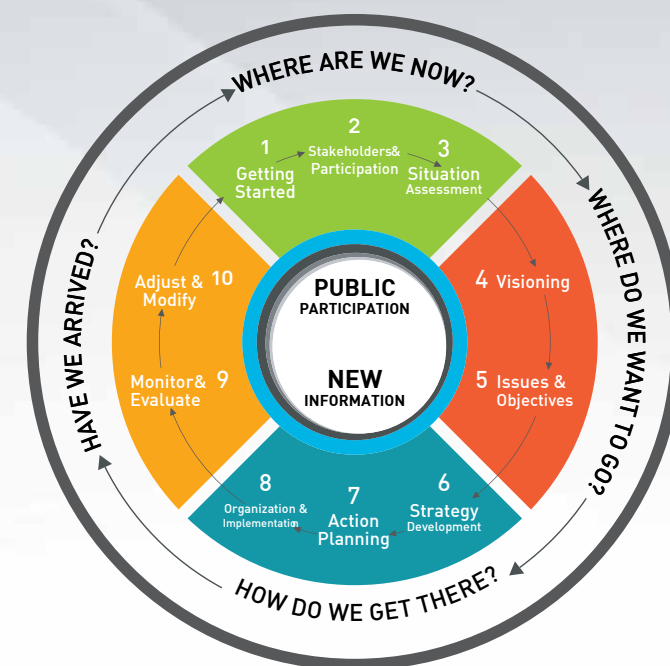 WHERE ARE WE NOW?
1
Getting
Started
2
Stakeholders&
Participation
3
Situation
Assessment
WHERE DO WE WANT TO GO?
4 Visioning
5 Issues &
Objectives
HOW DO WE GET THERE?
6
Strategy
Development
7
Action
Planning
8
Organization &
Implementation
HAVE WE ARRIVED?
Monitor& 9
Evaluate
Adjust & 10
Modify
PUBLIC
PARTICIPATION
NEW
INFORMATION